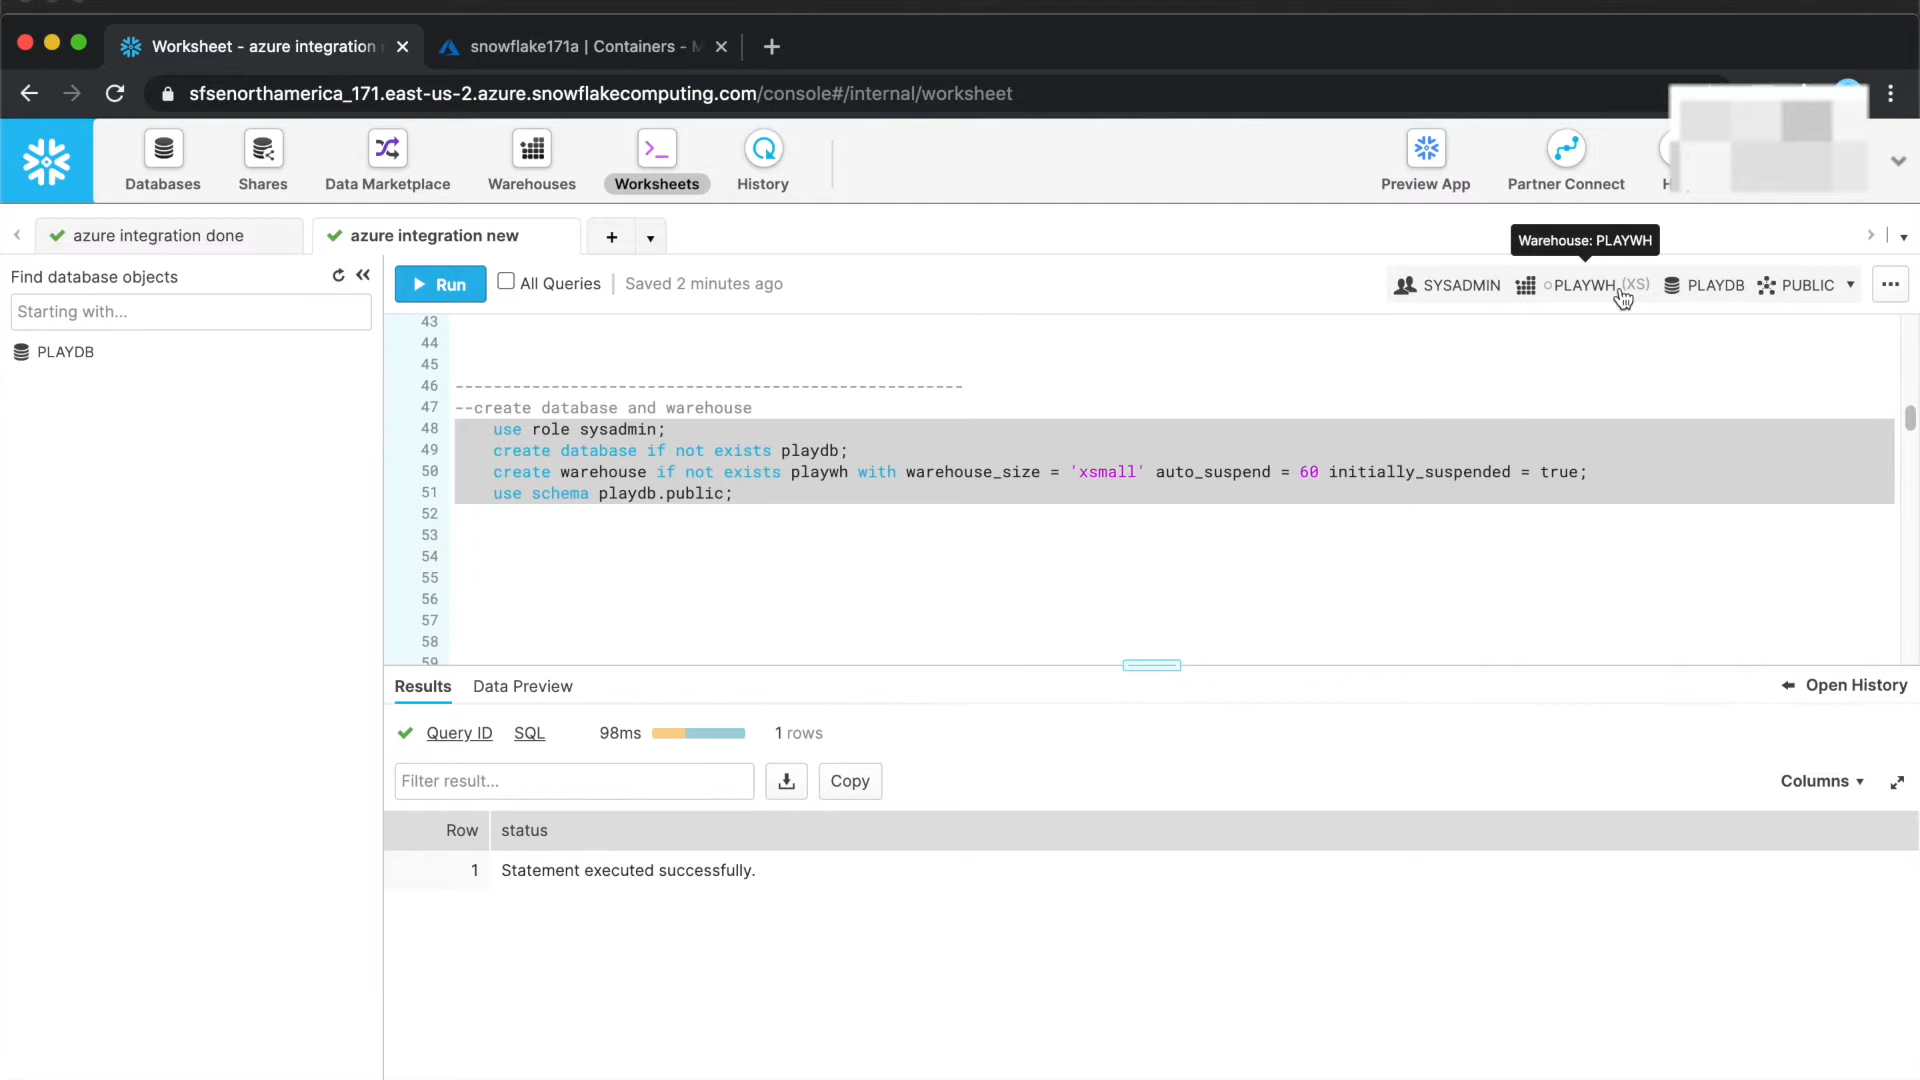 Worksheet - azure integration
snowflake171a | Containers -
sfsenorthamerica_171.east-us-2.azure.snowflakecomputing.com/console#/internal/worksheet
Databases
Shares
Data Marketplace
Warehouses
Worksheets
History
Preview App
Partner Connect
azure integration done
azure integration new
Warehouse: PLAYWH
Find database objects
Run
All Queries
Saved 2 minutes ago
SYSADMIN
PLAYWH (XS)
PLAYDB
PUBLIC
Starting with...
PLAYDB
43
44
45
46 -----------------------------------------------------
47 --create database and warehouse
48 use role sysadmin;
49 create database if not exists playdb;
50 create warehouse if not exists playwh with warehouse_size = 'xsmall' auto_suspend = 60 initially_suspended = true;
51 use schema playdb.public;
52
53
54
55
56
57
58
59
Results
Data Preview
Open History
Query ID
SQL
98ms
1 rows
Filter result...
Copy
Columns
Row status
1 Statement executed successfully.